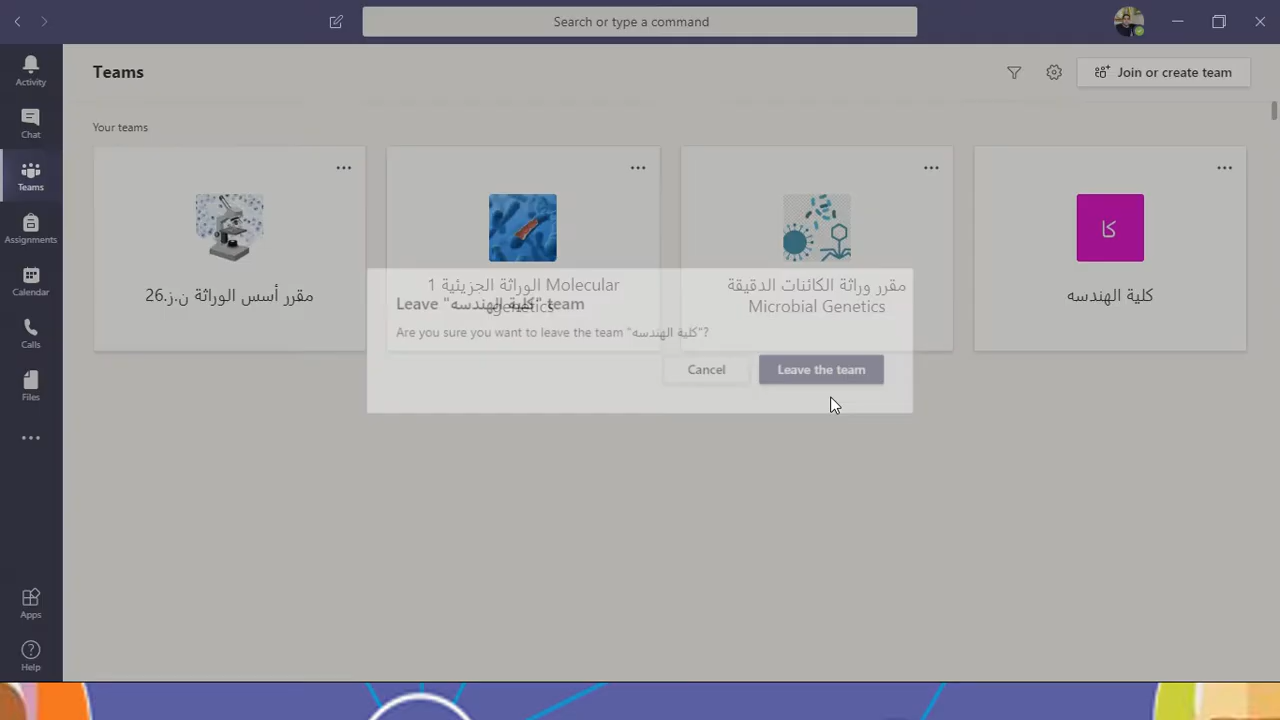 Search or type a command
Activity
Chat
Teams
Assignments
Calendar
Calls
Files
Apps
Help
Teams
Join or create team
Your teams
مقرر أسس الوراثة ن.ز.26
الوراثة الجزيئية 1 Molecular
genetics
مقرر وراثة الكائنات الدقيقة
Microbial Genetics
كا
كلية الهندسه
Leave "كلية الهندسه" team
Are you sure you want to leave the team "كلية الهندسه"?
Cancel
Leave the team